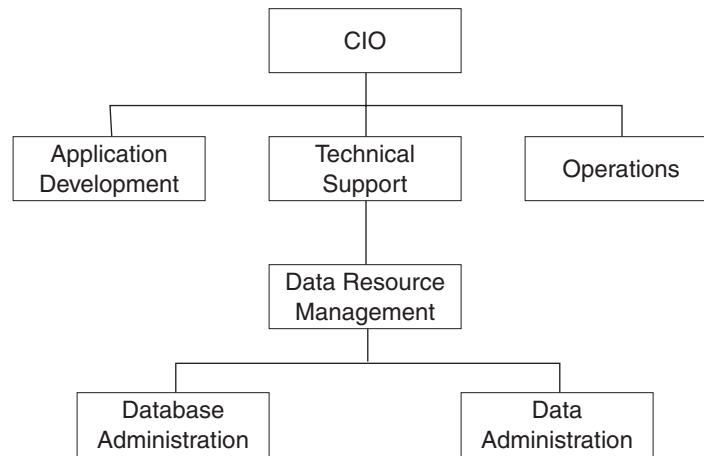 CIO
Application
Development
Technical
Support
Operations
Data Resource
Management
Database
Administration
Data
Administration